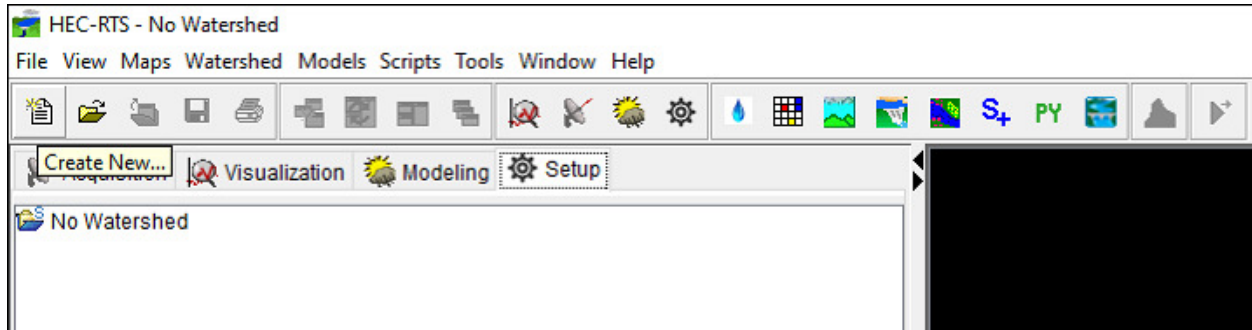 HEC-RTS - No Watershed
File View Maps Watershed Models Scripts Tools Window Help
S+ PY
Create New...
Visualization Modeling Setup
No Watershed